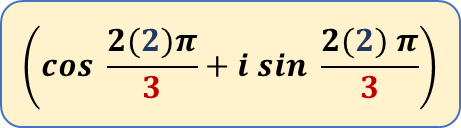 (cos 2(2)π/3 + i sin 2(2) π/3)